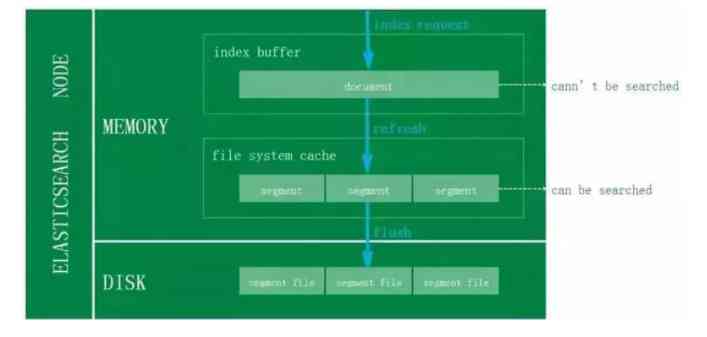 index request
index buffer
document
cann't be searched
MEMORY
refresh
file system cache
segment segment segment
can be searched
flush
ELASTICSEARCH NODE
DISK
segment file segment file segment file